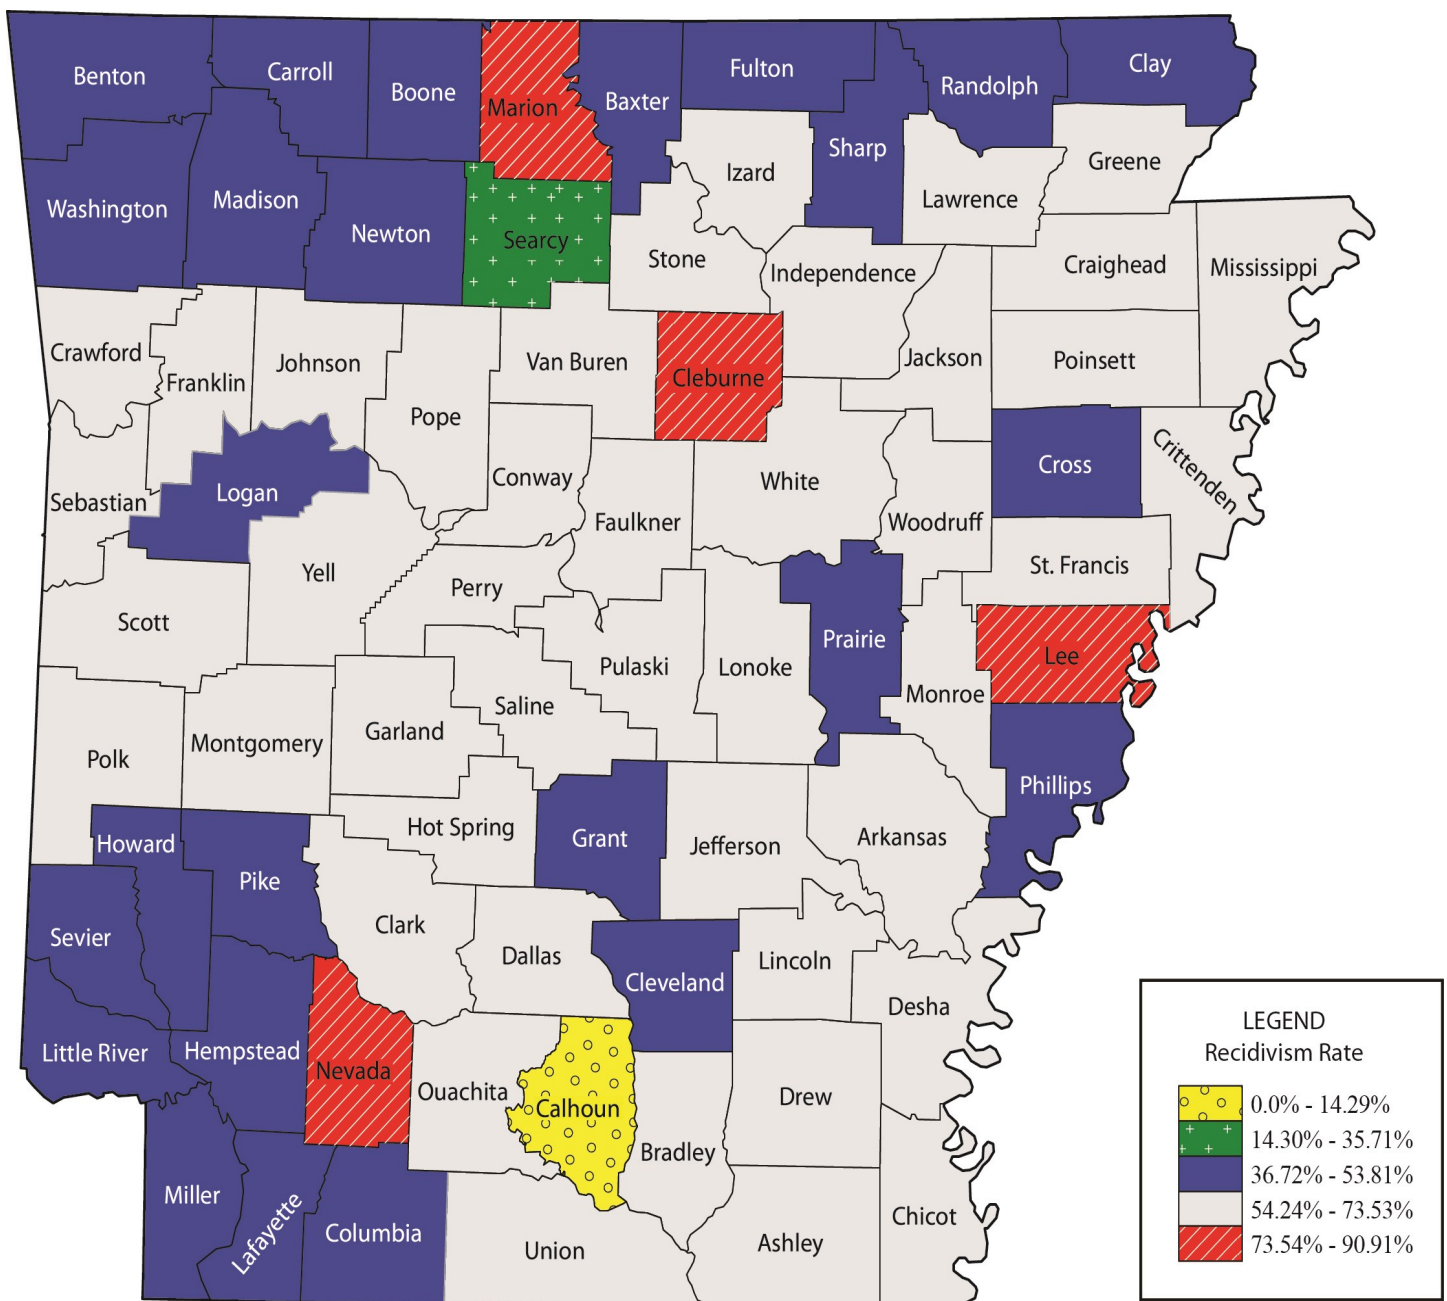 Benton
Carroll
Boone
Marion
Baxter
Fulton
Randolph
Clay
Sharp
Izard
Greene
Lawrence
Washington
Madison
Newton
Searcy
Stone
Independence
Craighead
Mississippi
Crawford
Franklin
Johnson
Pope
Van Buren
Cleburne
Jackson
Poinsett
Sebastian
Logan
Conway
Faulkner
White
Woodruff
Cross
Crittenden
Scott
Yell
Perry
Pulaski
Lonoke
Prairie
Monroe
St. Francis
Lee
Polk
Montgomery
Garland
Saline
Hot Spring
Grant
Jefferson
Arkansas
Phillips
Howard
Pike
Clark
Dallas
Cleveland
Lincoln
Desha
Sevier
Little River
Hempstead
Nevada
Ouachita
Calhoun
Bradley
Drew
Miller
Lafayette
Columbia
Union
Ashley
Chicot
LEGEND
Recidivism Rate
0.0% - 14.29%
14.30% - 35.71%
36.72% - 53.81%
54.24% - 73.53%
73.54% - 90.91%